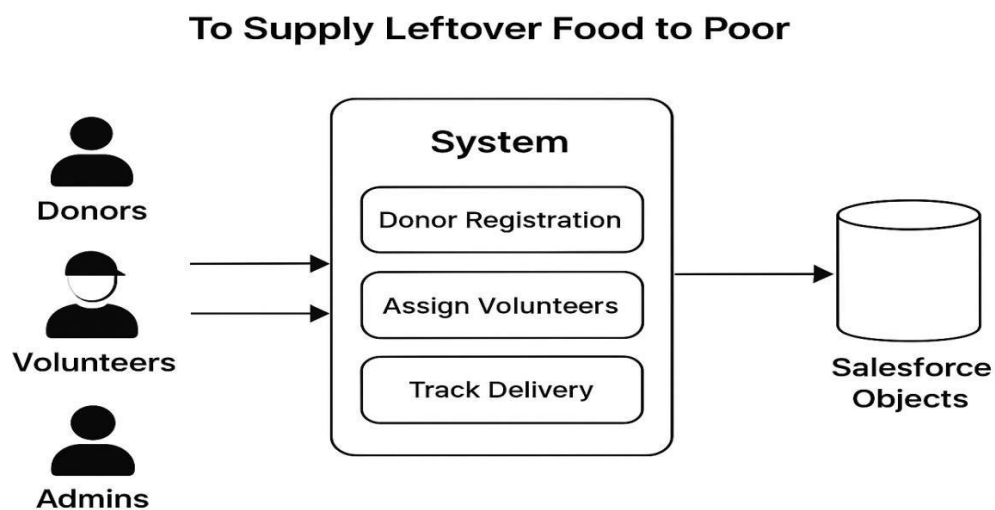 To Supply Leftover Food to Poor
Donors
Volunteers
Admins
System
Donor Registration
Assign Volunteers
Track Delivery
Salesforce
Objects